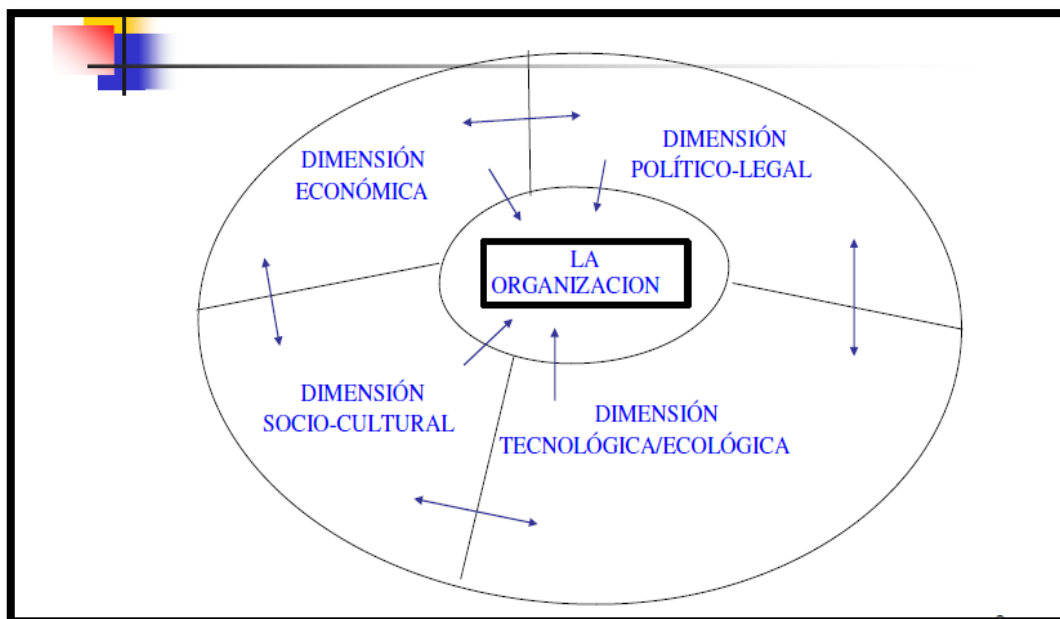 DIMENSIÓN
ECONÓMICA
DIMENSIÓN
POLÍTICO-LEGAL
LA
ORGANIZACION
DIMENSIÓN
SOCIO-CULTURAL
DIMENSIÓN
TECNOLÓGICA/ECOLÓGICA